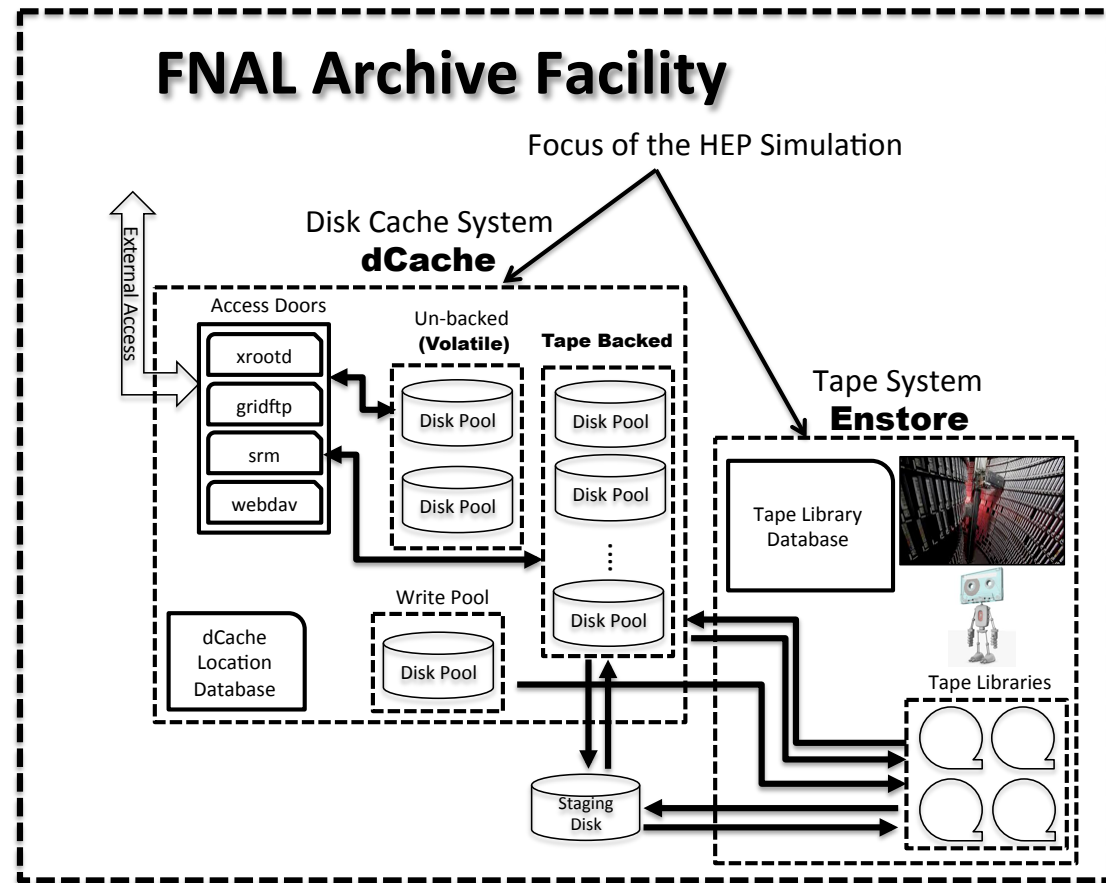 FNAL Archive Facility
Focus of the HEP Simulation
External Access
Disk Cache System
dCache
Access Doors
xrootd
gridftp
srm
webdav
Un-backed
(Volatile)
Disk Pool
Disk Pool
Tape Backed
Disk Pool
Disk Pool
Disk Pool
dCache
Location
Database
Write Pool
Disk Pool
Staging
Disk
Tape System
Enstore
Tape Library
Database
Tape Libraries